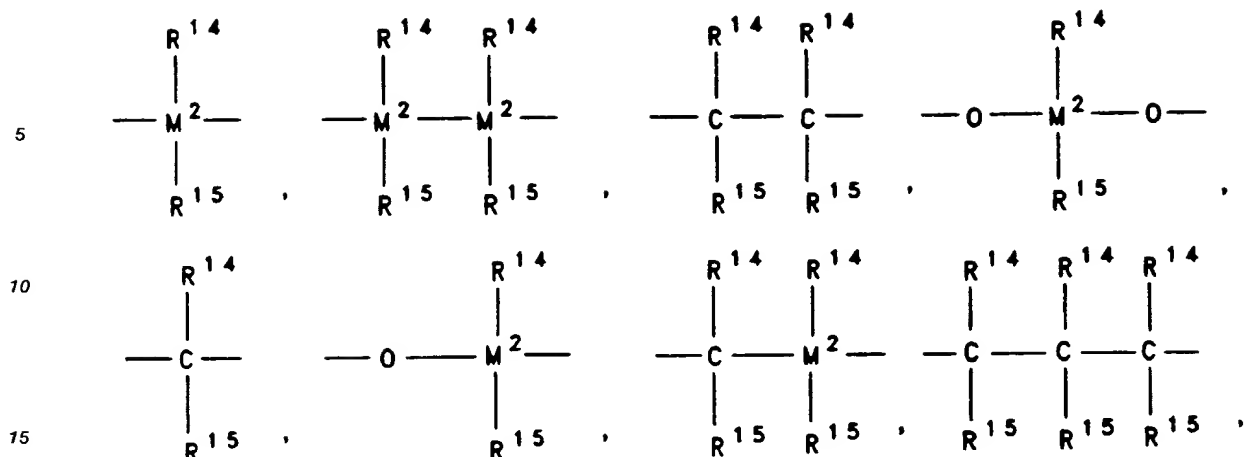 R¹⁴ R¹⁴ R¹⁴ R¹⁴ R¹⁴ R¹⁴
5 M² , M² M² , C C , O M² O ,
R¹⁵ R¹⁵ R¹⁵ R¹⁵ R¹⁵ R¹⁵
R¹⁴ R¹⁴ R¹⁴ R¹⁴ R¹⁴ R¹⁴ R¹⁴
10 C , O M² , C M² , C C C ,
15 R¹⁵ R¹⁵ R¹⁵ R¹⁵ R¹⁵ R¹⁵ R¹⁵